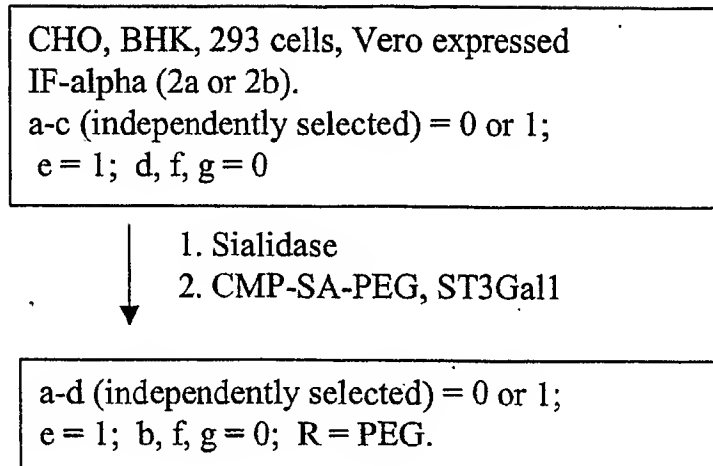 CHO, BHK, 293 cells, Vero expressed
IF-alpha (2a or 2b).
a-c (independently selected) = 0 or 1;
e = 1; d, f, g = 0
1. Sialidase
2. CMP-SA-PEG, ST3Gal1
a-d (independently selected) = 0 or 1;
e = 1; b, f, g = 0; R = PEG.